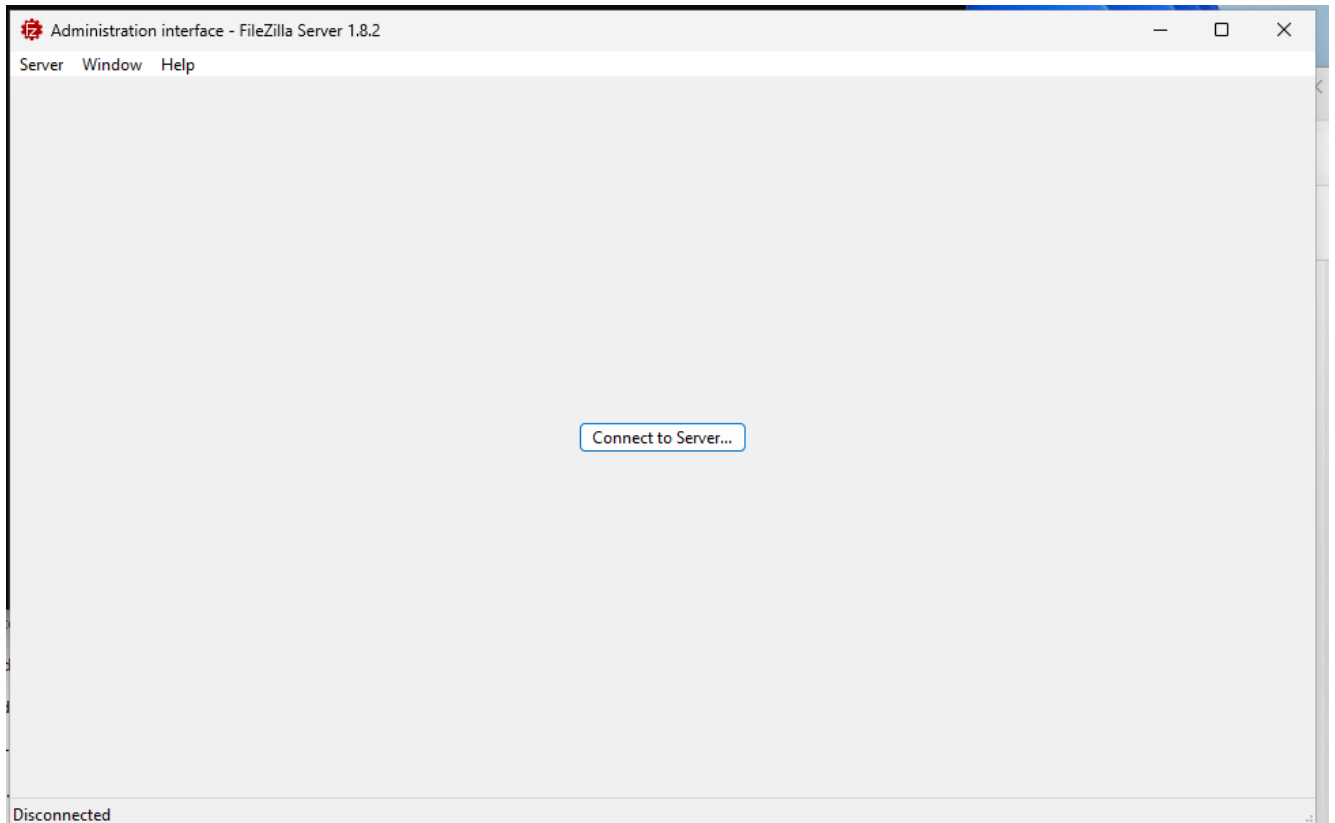 Administration interface - FileZilla Server 1.8.2
Server Window Help
Connect to Server...
Disconnected